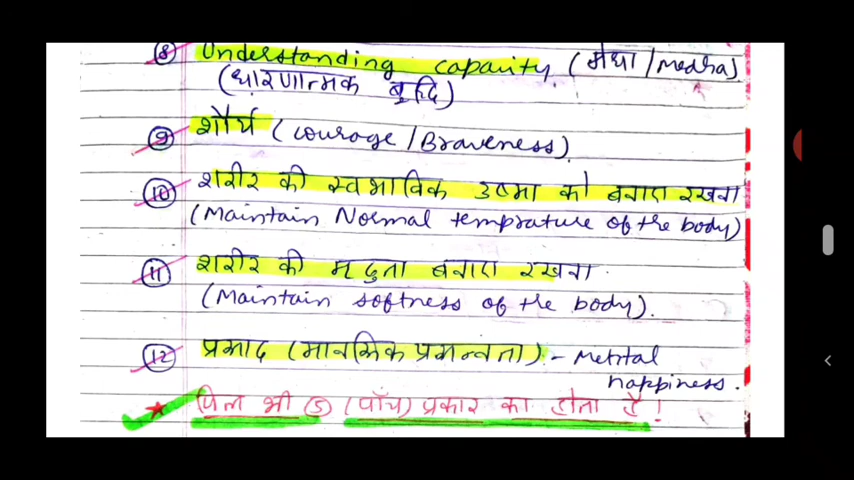 ⑧ Understanding capacity. (मेधा/Medha)
(धारणात्मक बुद्धि)
⑨ शौर्य (Courage/Braveness)
⑩ शरीर की स्वभाविक उष्मा को बनाए रखना
(Maintain Normal temprature of the body)
⑪ शरीर की मृदुता बनाए रखना.
(Maintain softness of the body).
⑫ प्रसाद (मानसिक प्रसन्नता) - Mental
happiness.
★ पित्त भी ⑤ (पाँच) प्रकार का होता है!